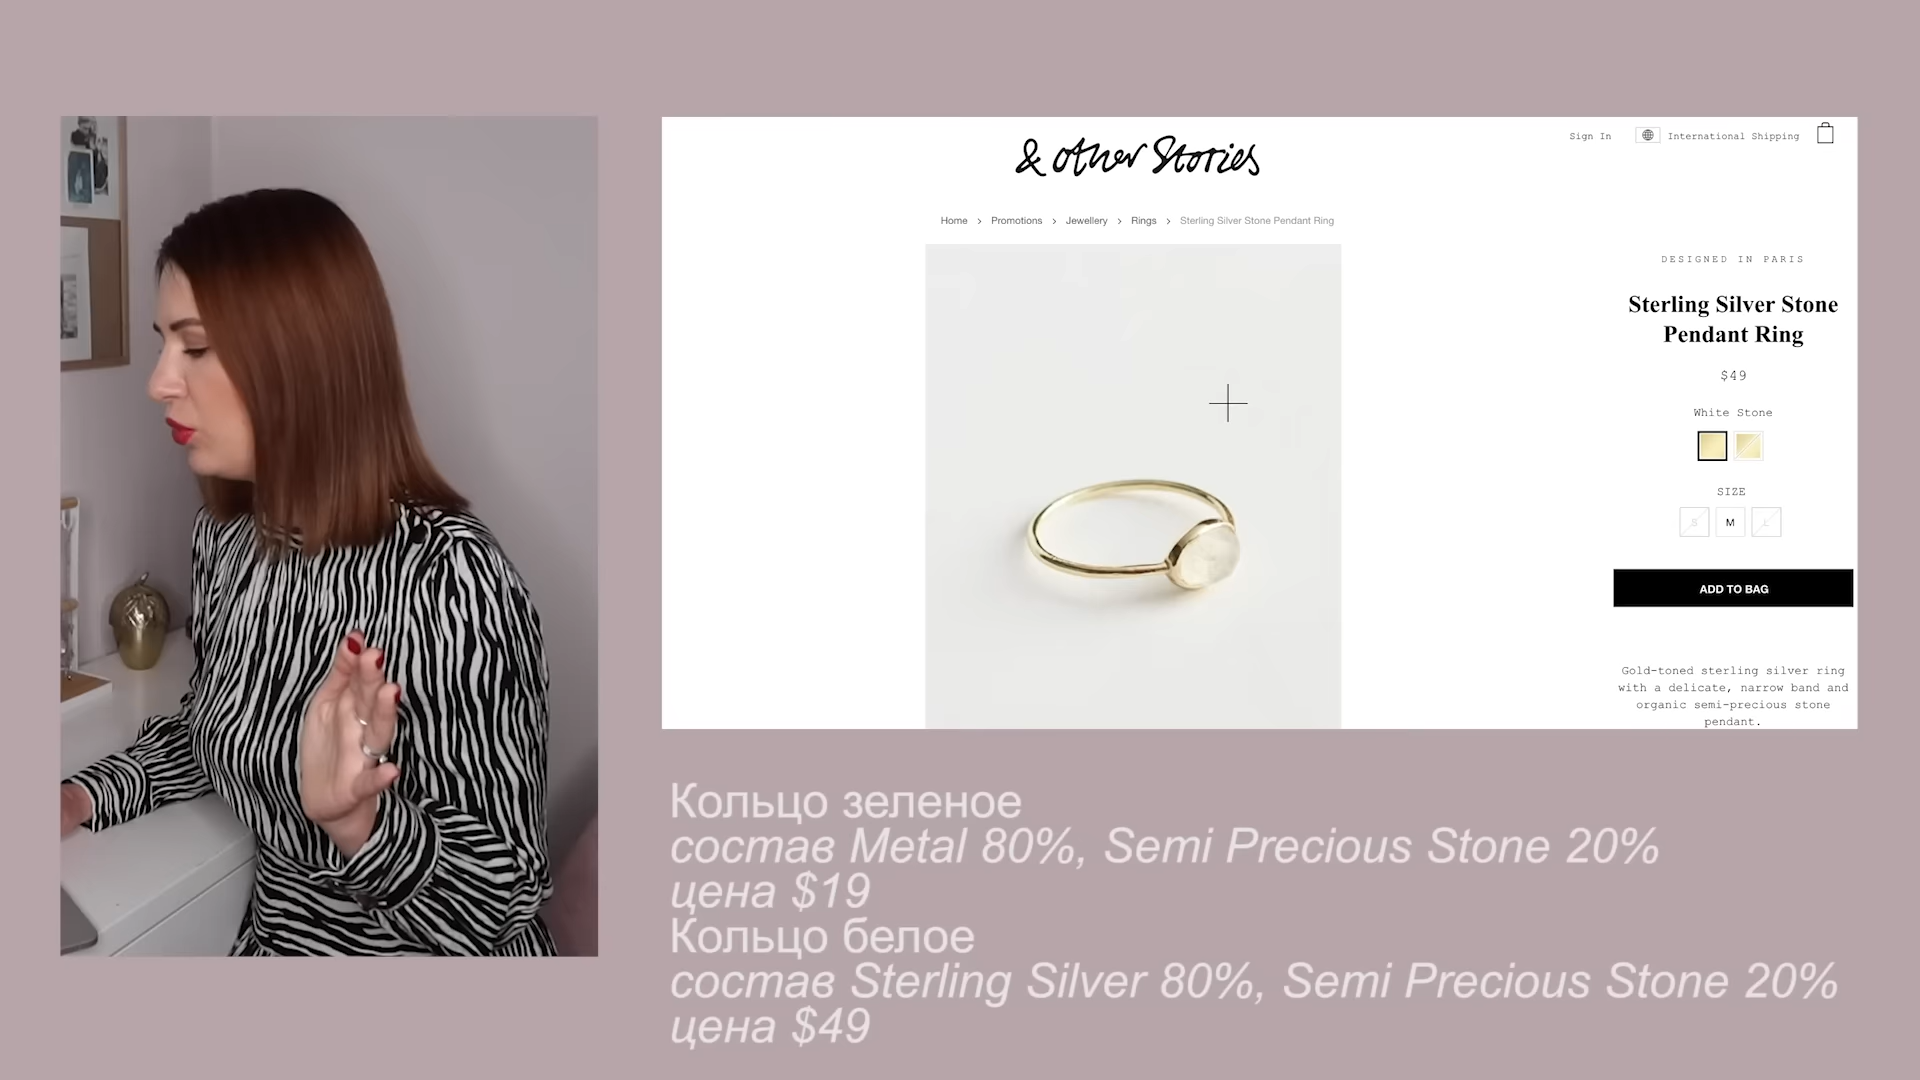 & other Stories
Sign In
International Shipping
Home > Promotions > Jewellery > Rings > Sterling Silver Stone Pendant Ring
DESIGNED IN PARIS
Sterling Silver Stone
Pendant Ring
$49
White Stone
SIZE
S M L
ADD TO BAG
Gold-toned sterling silver ring
with a delicate, narrow band and
organic semi-precious stone
pendant.
Кольцо зеленое
состав Metal 80%, Semi Precious Stone 20%
цена $19
Кольцо белое
состав Sterling Silver 80%, Semi Precious Stone 20%
цена $49